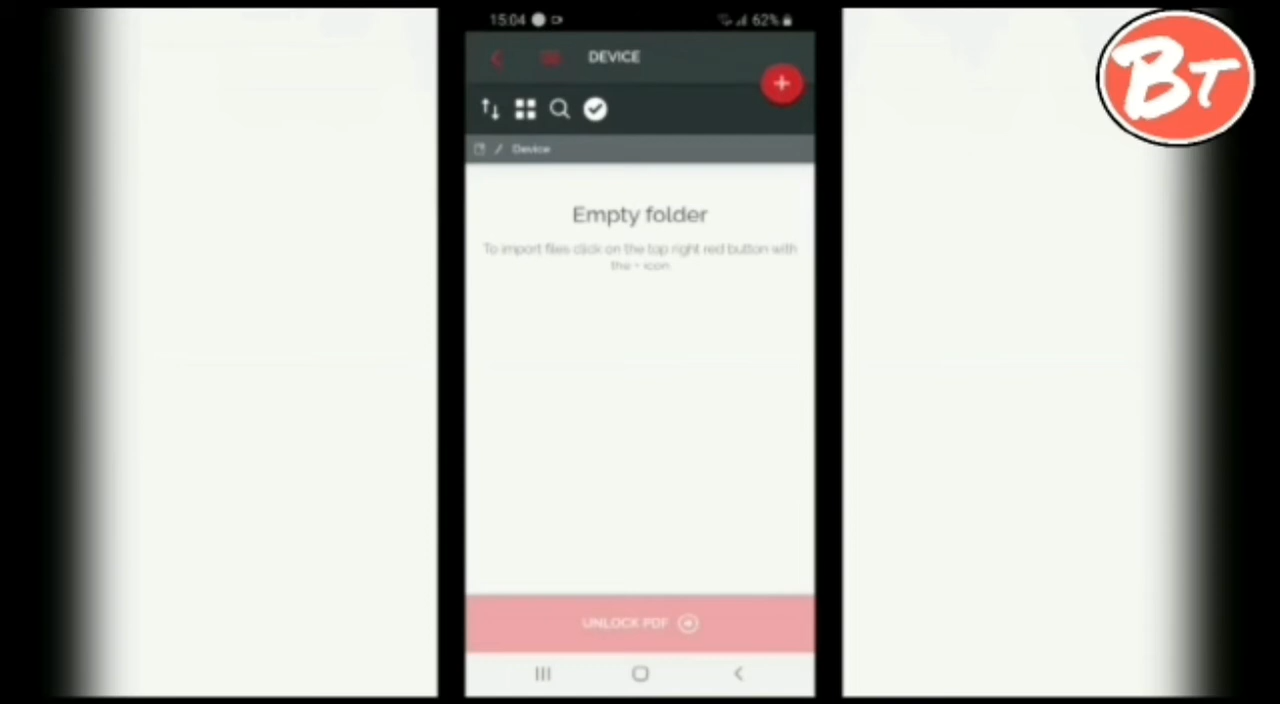 15:04 62%
DEVICE
Device
Empty folder
To import files click on the top right red button with
the + icon
UNLOCK PDF
BT